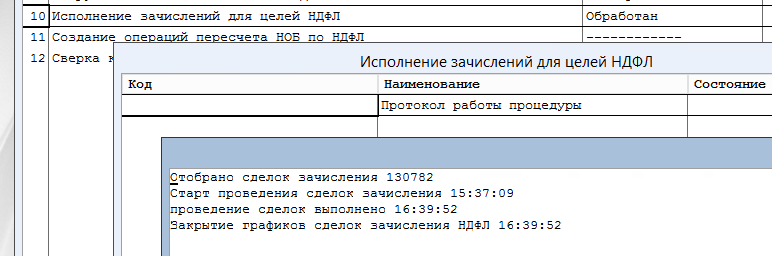 10 Исполнение зачислений для целей НДФЛ Обработан
11 Создание операций пересчета НОБ по НДФЛ ------------
12 Сверка
Исполнение зачислений для целей НДФЛ
Код Наименование Состояние
Протокол работы процедуры
Отобрано сделок зачисления 130782
Старт проведения сделок зачисления 15:37:09
проведение сделок выполнено 16:39:52
Закрытие графиков сделок зачисления НДФЛ 16:39:52